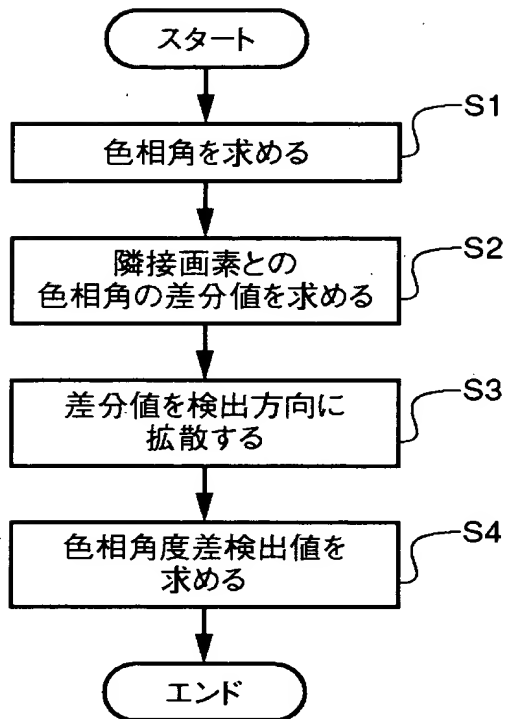 スタート
S1
色相角を求める
S2
隣接画素との
色相角の差分値を求める
S3
差分値を検出方向に
拡散する
S4
色相角度差検出値を
求める
エンド